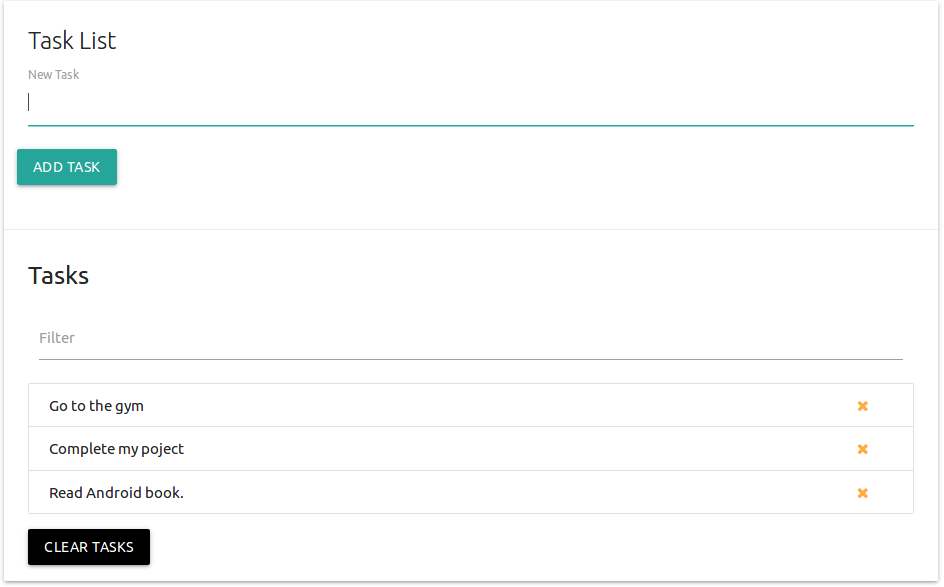 Task List
New Task
ADD TASK
Tasks
Filter
Go to the gym
Complete my poject
Read Android book.
CLEAR TASKS